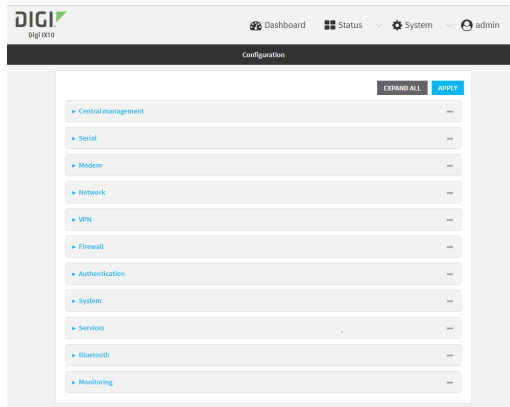 DIGI
Digi IX10
Dashboard Status System admin
Configuration
EXPAND ALL APPLY
Central management
Serial
Modem
Network
VPN
Firewall
Authentication
System
Services
Bluetooth
Monitoring